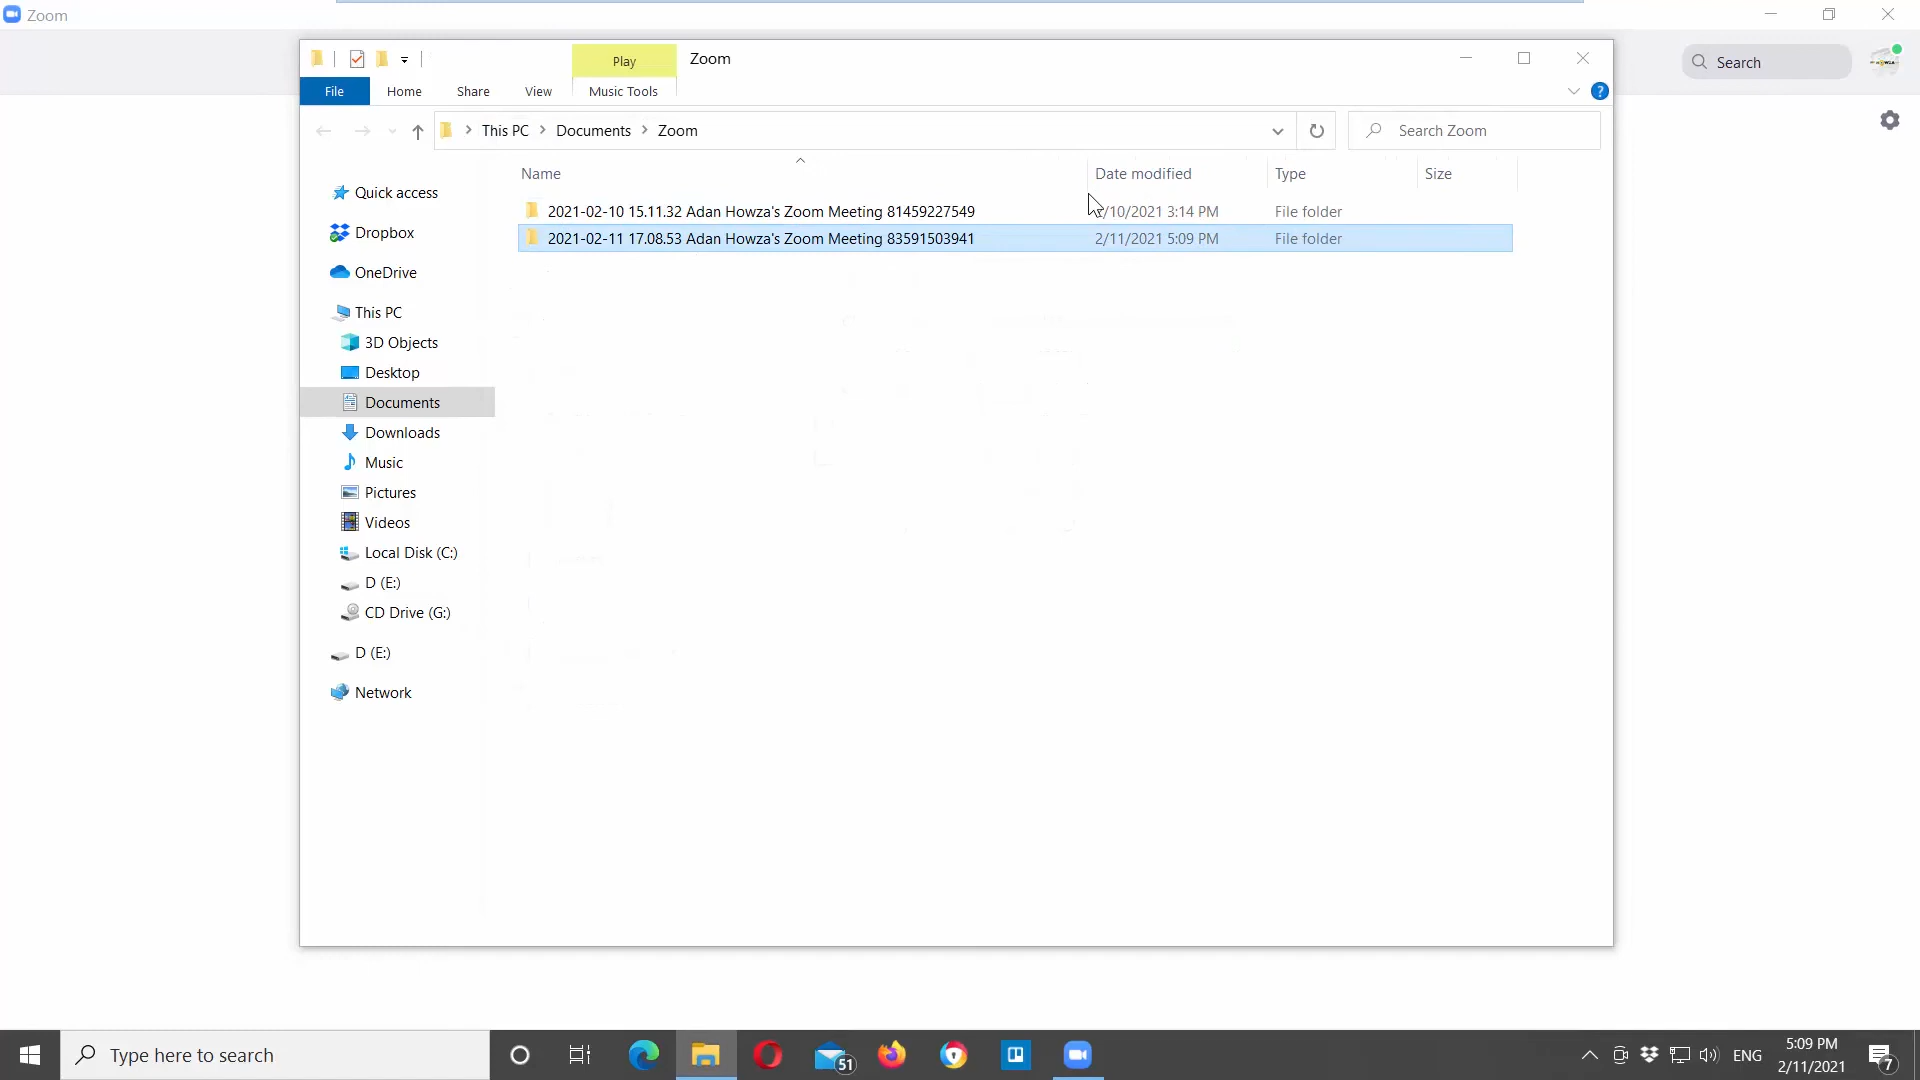 Zoom
Play
Zoom
Search
File
Home
Share
View
Music Tools
?
This PC
Documents
Zoom
Search Zoom
Name
Date modified
Type
Size
2021-02-10 15.11.32 Adan Howza's Zoom Meeting 81459227549
/10/2021 3:14 PM
File folder
2021-02-11 17.08.53 Adan Howza's Zoom Meeting 83591503941
2/11/2021 5:09 PM
File folder
Quick access
Dropbox
OneDrive
This PC
3D Objects
Desktop
Documents
Downloads
Music
Pictures
Videos
Local Disk (C:)
D (E:)
CD Drive (G:)
D (E:)
Network
Type here to search
51
ENG
5:09 PM
2/11/2021
7